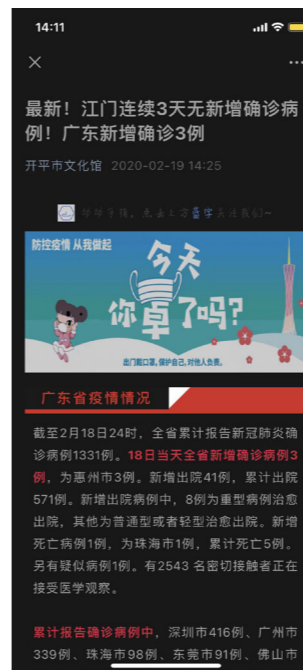 14:11
最新！江门连续3天无新增确诊病
例！广东新增确诊3例
开平市文化馆 2020-02-19 14:25
防控疫情 从我做起
今天
你卓了吗?
出门戴口罩,保护自己,对他人负责。
广东省疫情情况
截至2月18日24时，全省累计报告新冠肺炎确
诊病例1331例。18日当天全省新增确诊病例3
例，为惠州市3例。新增出院41例，累计出院
571例。新增出院病例中，8例为重型病例治愈
出院，其他为普通型或者轻型治愈出院。新增
死亡病例1例，为珠海市1例，累计死亡5例。
另有疑似病例1例。有2543 名密切接触者正在
接受医学观察。
累计报告确诊病例中，深圳市416例、广州市
339例、珠海市98例、东莞市91例、佛山市